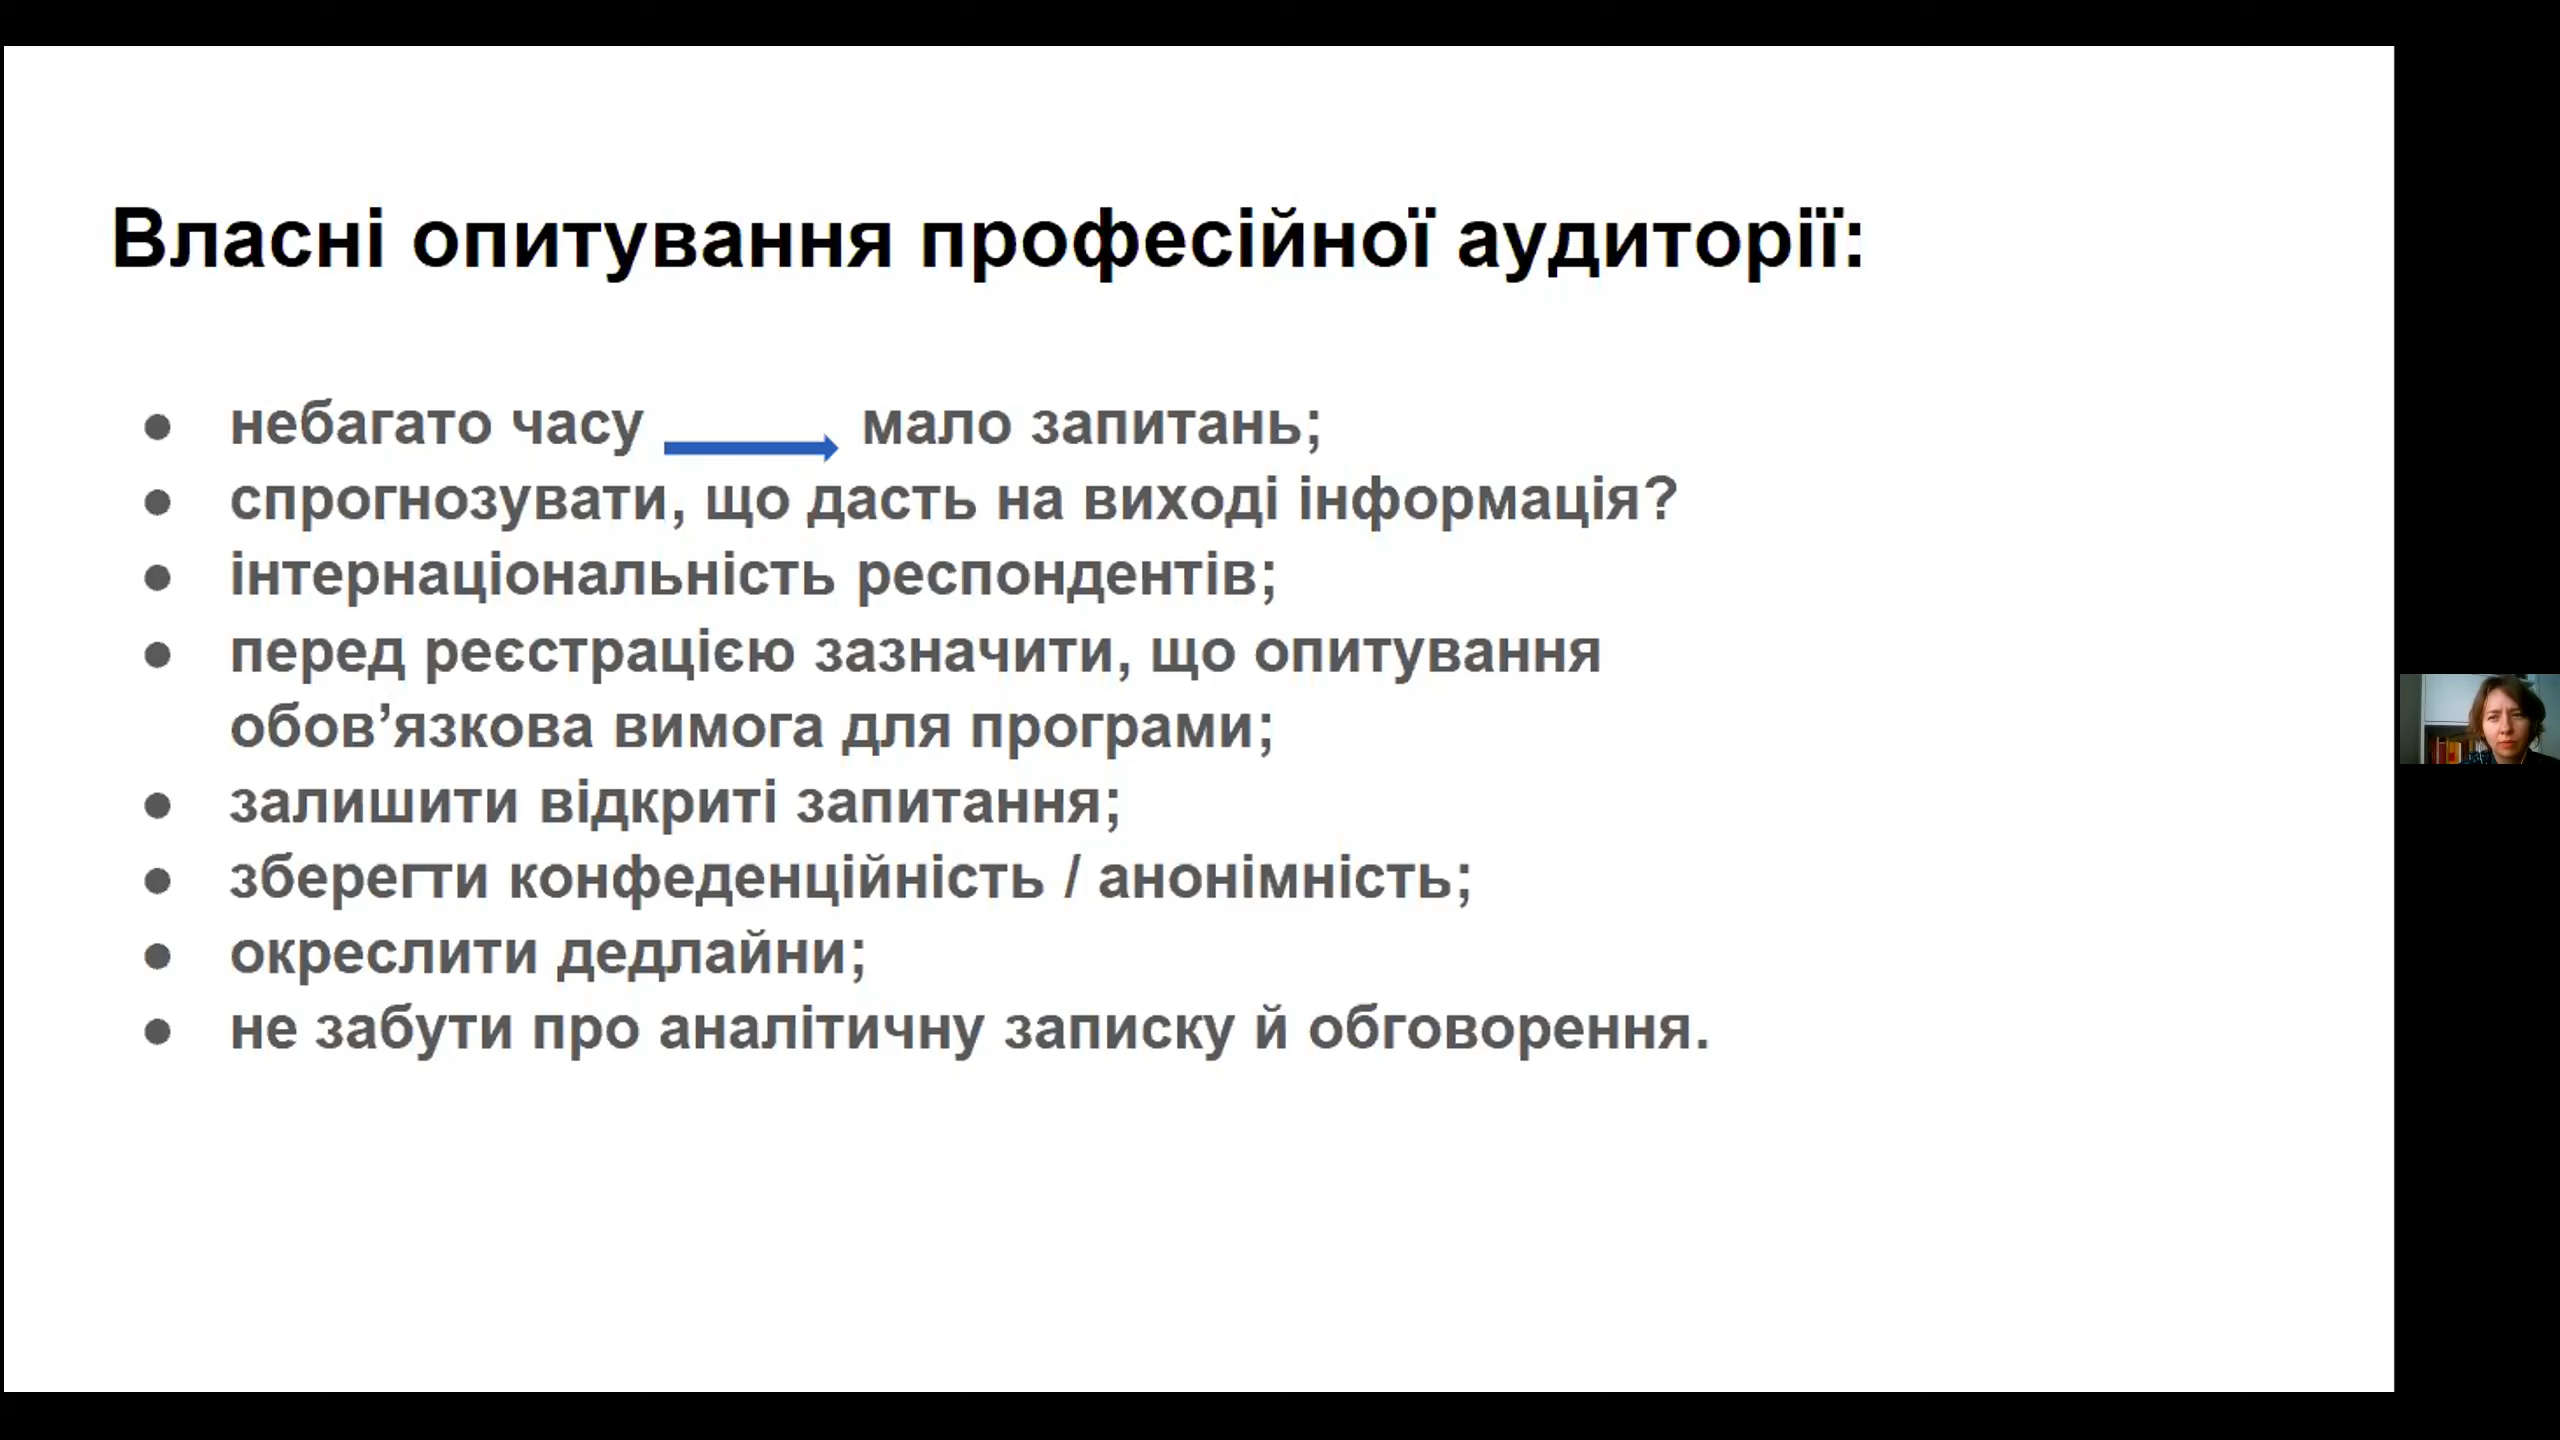 Власні опитування професійної аудиторії:
● небагато часу → мало запитань;
● спрогнозувати, що дасть на виході інформація?
● інтернаціональність респондентів;
● перед реєстрацією зазначити, що опитування
обов’язкова вимога для програми;
● залишити відкриті запитання;
● зберегти конфеденційність / анонімність;
● окреслити дедлайни;
● не забути про аналітичну записку й обговорення.